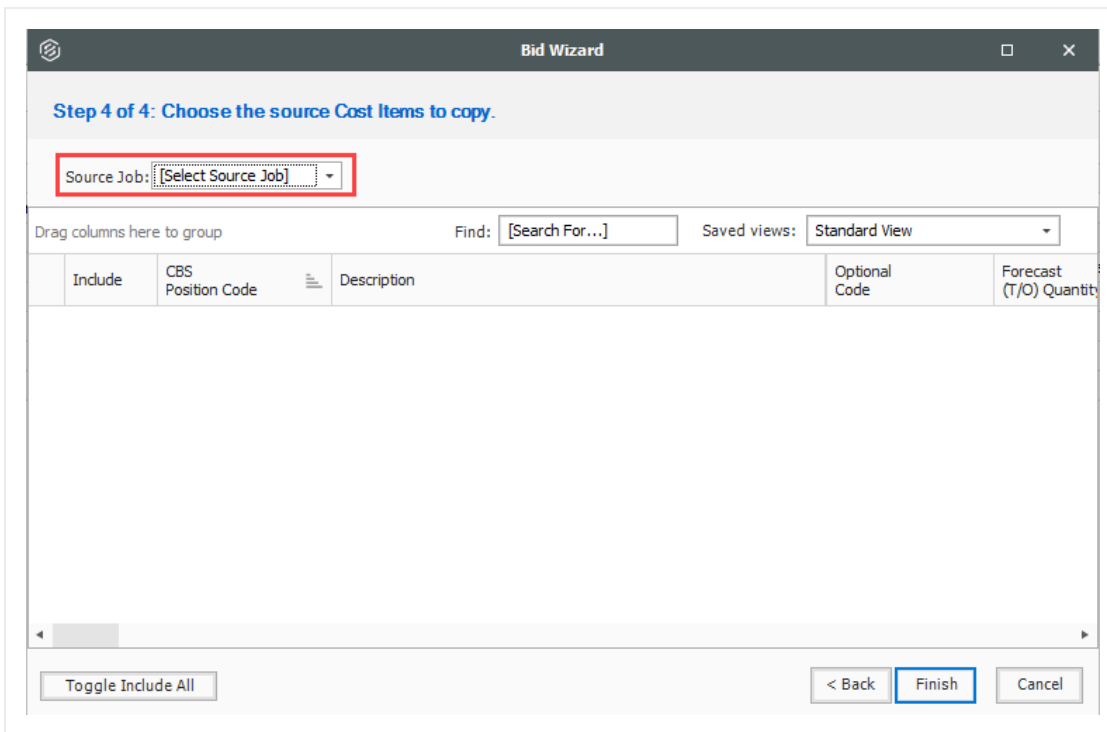 Bid Wizard
Step 4 of 4: Choose the source Cost Items to copy.
Source Job: [Select Source Job]
Drag columns here to group Find: [Search For...] Saved views: Standard View
Include CBS Position Code Description Optional Code Forecast (T/O) Quantity
Toggle Include All < Back Finish Cancel